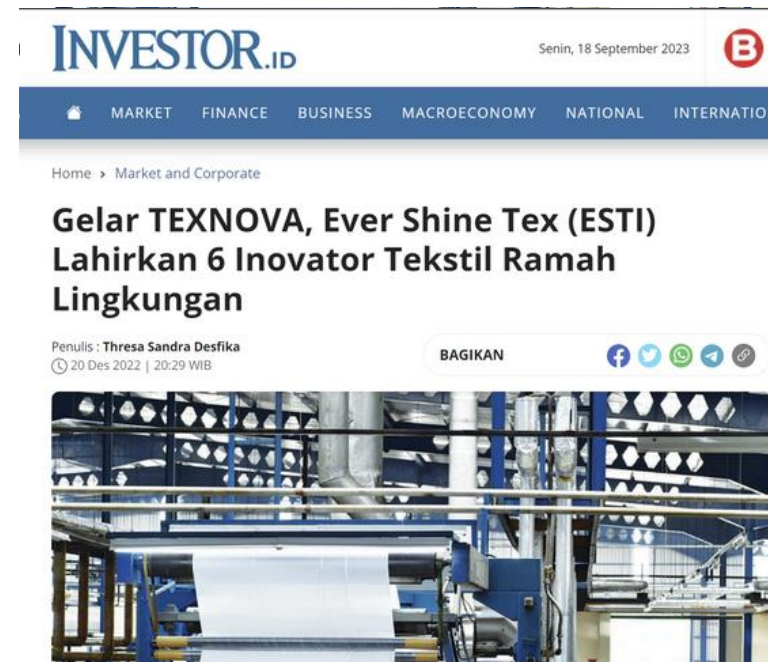 INVESTOR.ID
Senin, 18 September 2023
B
MARKET FINANCE BUSINESS MACROECONOMY NATIONAL
Home > Market and Corporate
Gelar TEXNOVA, Ever Shine Tex (ESTI)
Lahirkan 6 Inovator Tekstil Ramah
Lingkungan
Penulis : Thresa Sandra Desfika
20 Des 2022 | 20:29 WIB
BAGIKAN